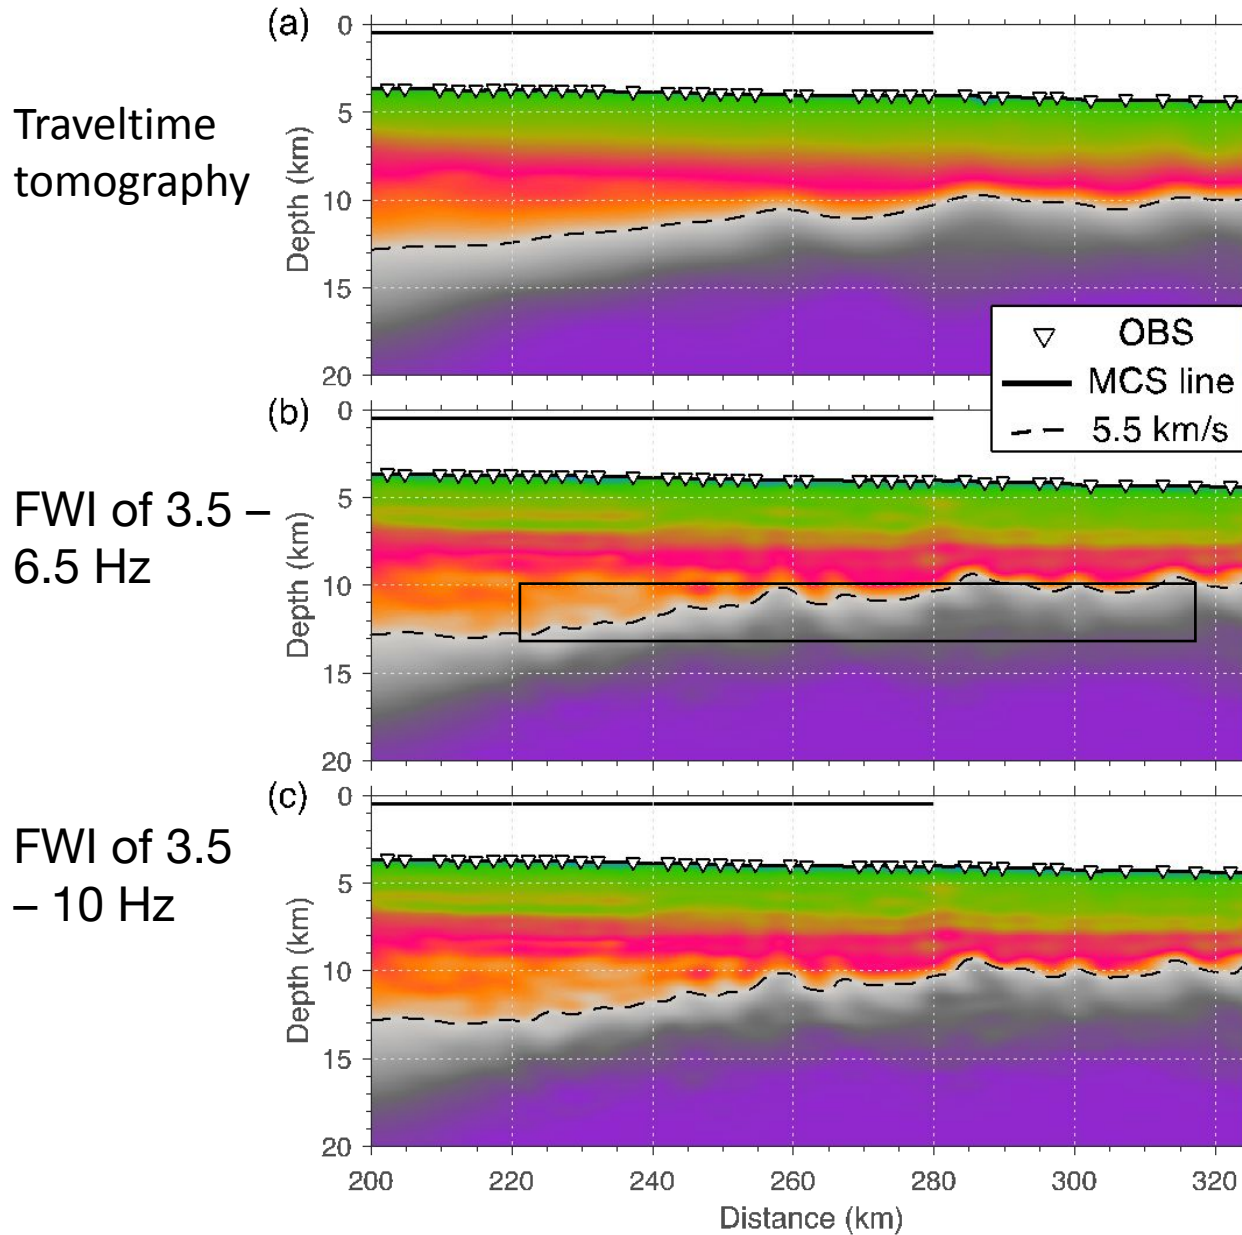 (a)
Traveltime
tomography
Depth (km)
0
5
10
15
20
OBS
MCS line
5.5 km/s
(b)
FWI of 3.5 –
6.5 Hz
Depth (km)
0
5
10
15
20
(c)
FWI of 3.5
– 10 Hz
Depth (km)
0
5
10
15
20
200 220 240 260 280 300 320
Distance (km)